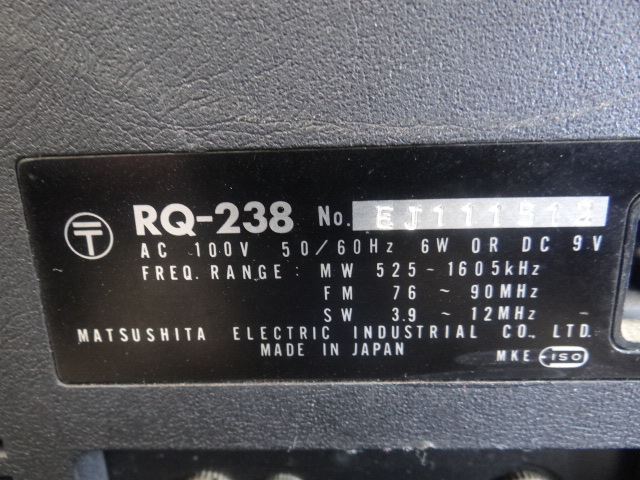 〒 RQ-238 No. EJ111512
AC 100V 50/60Hz 6W OR DC 9V
FREQ. RANGE: MW 525~1605kHz
FM 76~90MHz
SW 3.9~12MHz
MATSUSHITA ELECTRIC INDUSTRIAL CO., LTD.
MADE IN JAPAN MKE ISO